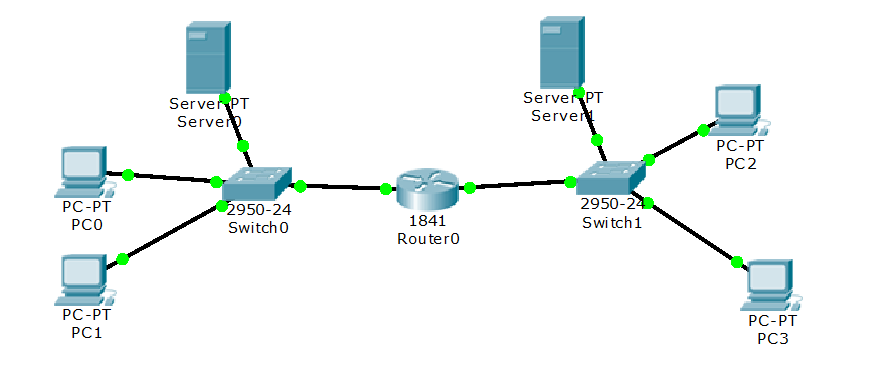 Server-PT
Server0
Server-PT
Server1
PC-PT
PC2
PC-PT
PC0
2950-24
Switch0
1841
Router0
2950-24
Switch1
PC-PT
PC1
PC-PT
PC3